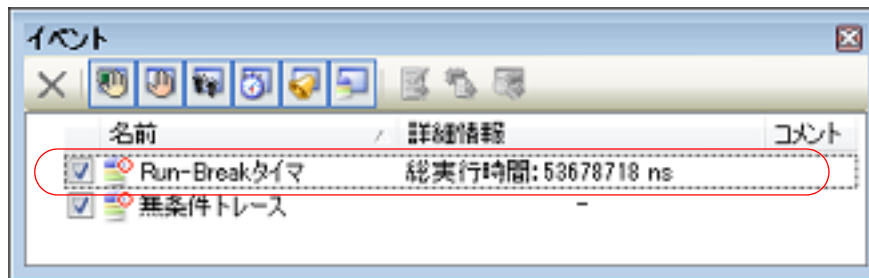 イベント
名前 詳細情報 コメント
Run-Breakタイマ 総実行時間: 53678718 ns
無条件トレース -